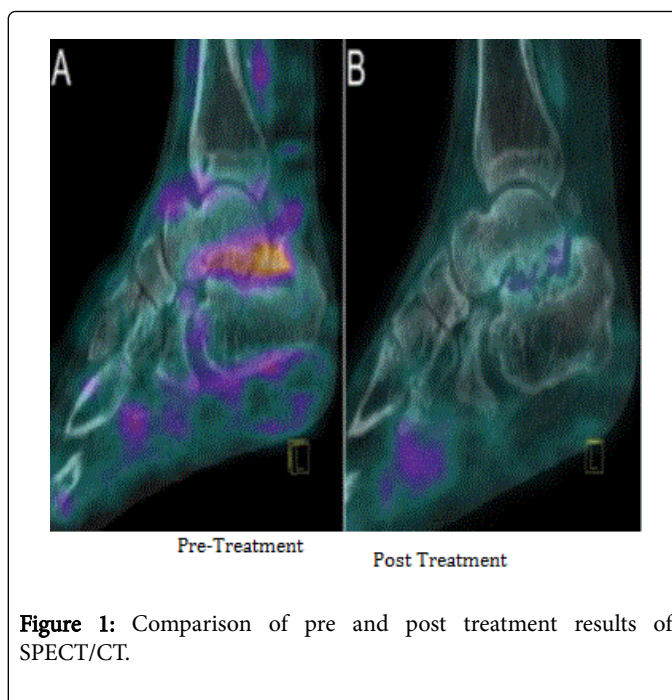 A
B
L
L
Pre-Treatment
Post Treatment
Figure 1: Comparison of pre and post treatment results of
SPECT/CT.